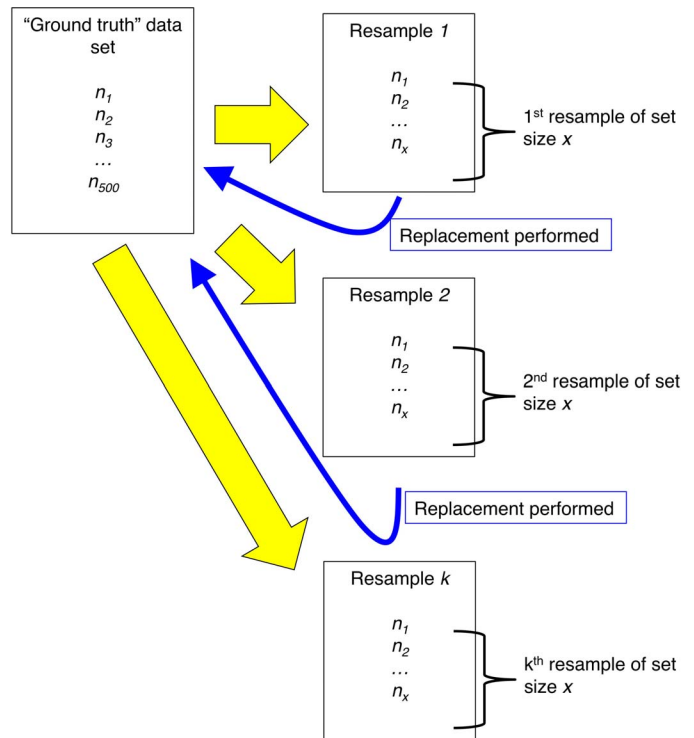 “Ground truth” data
set
n1
n2
n3
...
n500
Resample 1
n1
n2
...
nx
1st resample of set
size x
Replacement performed
Resample 2
n1
n2
...
nx
2nd resample of set
size x
Replacement performed
Resample k
n1
n2
...
nx
kth resample of set
size x